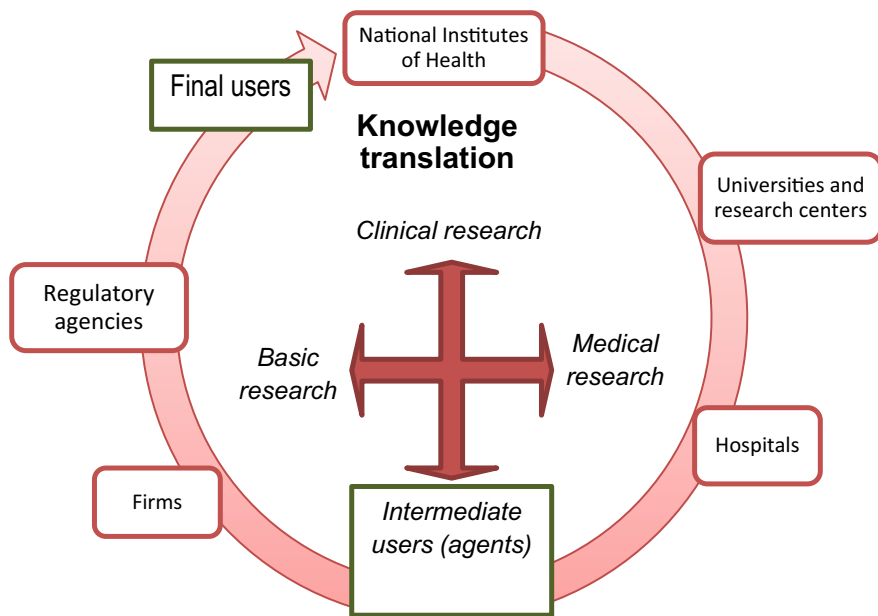 National Institutes
of Health
Final users
Knowledge
translation
Universities and
research centers
Clinical research
Regulatory
agencies
Basic
research
Medical
research
Hospitals
Firms
Intermediate
users (agents)